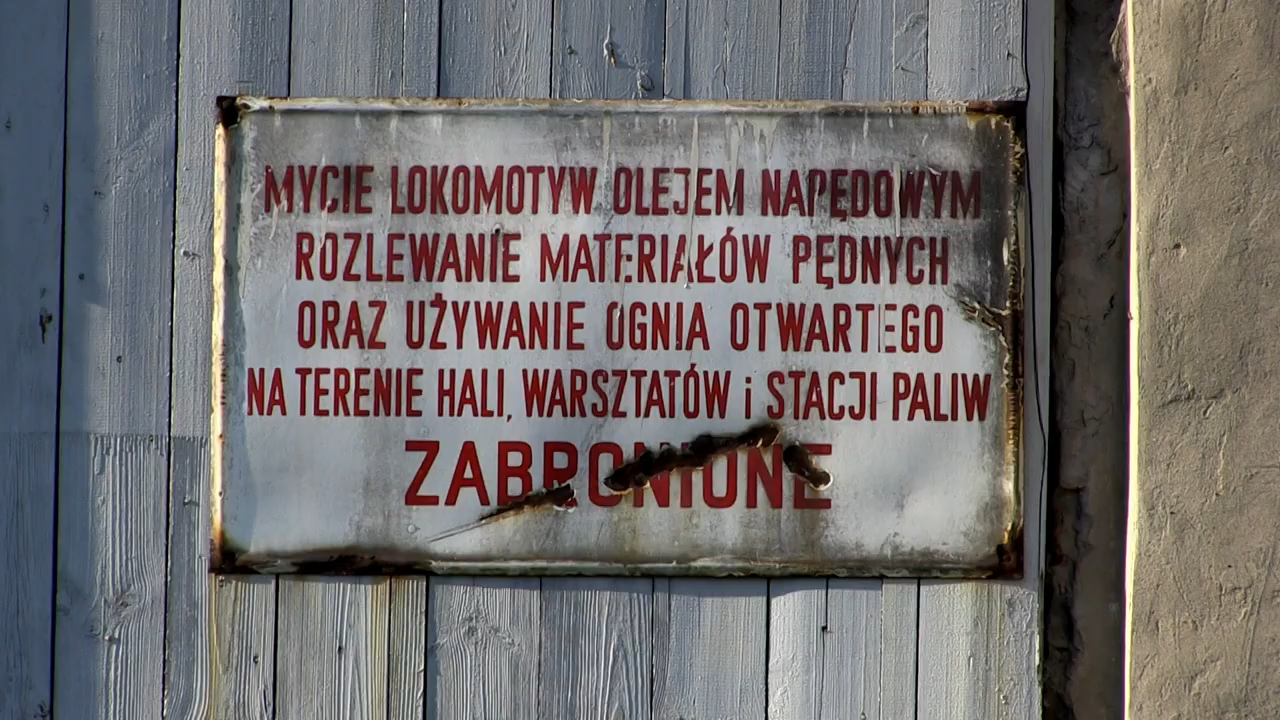 MYCIE LOKOMOTYW OLEJEM NAPĘDOWYM
ROZLEWANIE MATERIAŁÓW PĘDNYCH
ORAZ UŻYWANIE OGNIA OTWARTEGO
NA TERENIE HALI, WARSZTATÓW i STACJI PALIW
ZABRONIONE